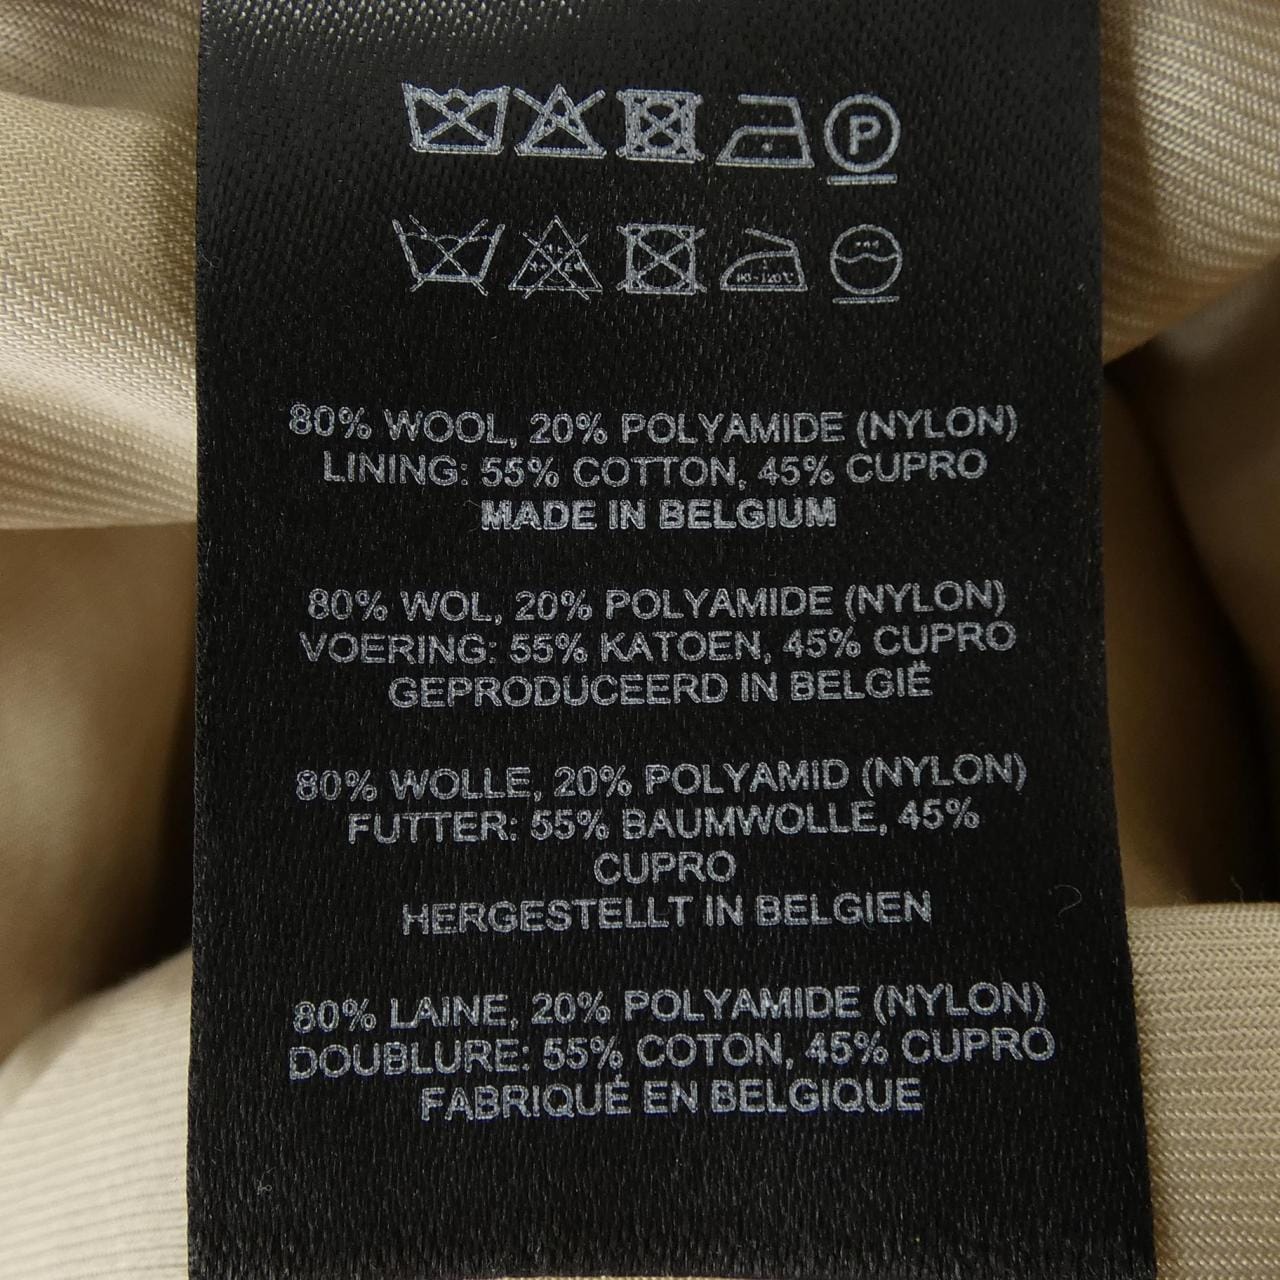 P
80% WOOL, 20% POLYAMIDE (NYLON)
LINING: 55% COTTON, 45% CUPRO
MADE IN BELGIUM
80% WOL, 20% POLYAMIDE (NYLON)
VOERING: 55% KATOEN, 45% CUPRO
GEPRODUCEERD IN BELGIË
80% WOLLE, 20% POLYAMID (NYLON)
FUTTER: 55% BAUMWOLLE, 45%
CUPRO
HERGESTELLT IN BELGIEN
80% LAINE, 20% POLYAMIDE (NYLON)
DOUBLURE: 55% COTON, 45% CUPRO
FABRIQUÉ EN BELGIQUE